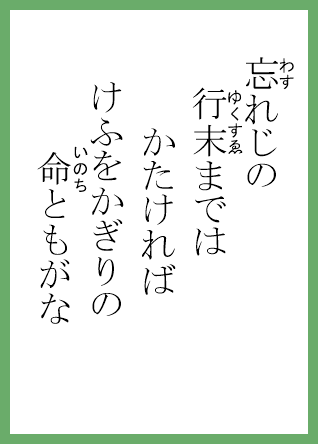 忘れじの
行末までは
かたければ
けふをかぎりの
命ともがな
わす
ゆくすゑ
いのち